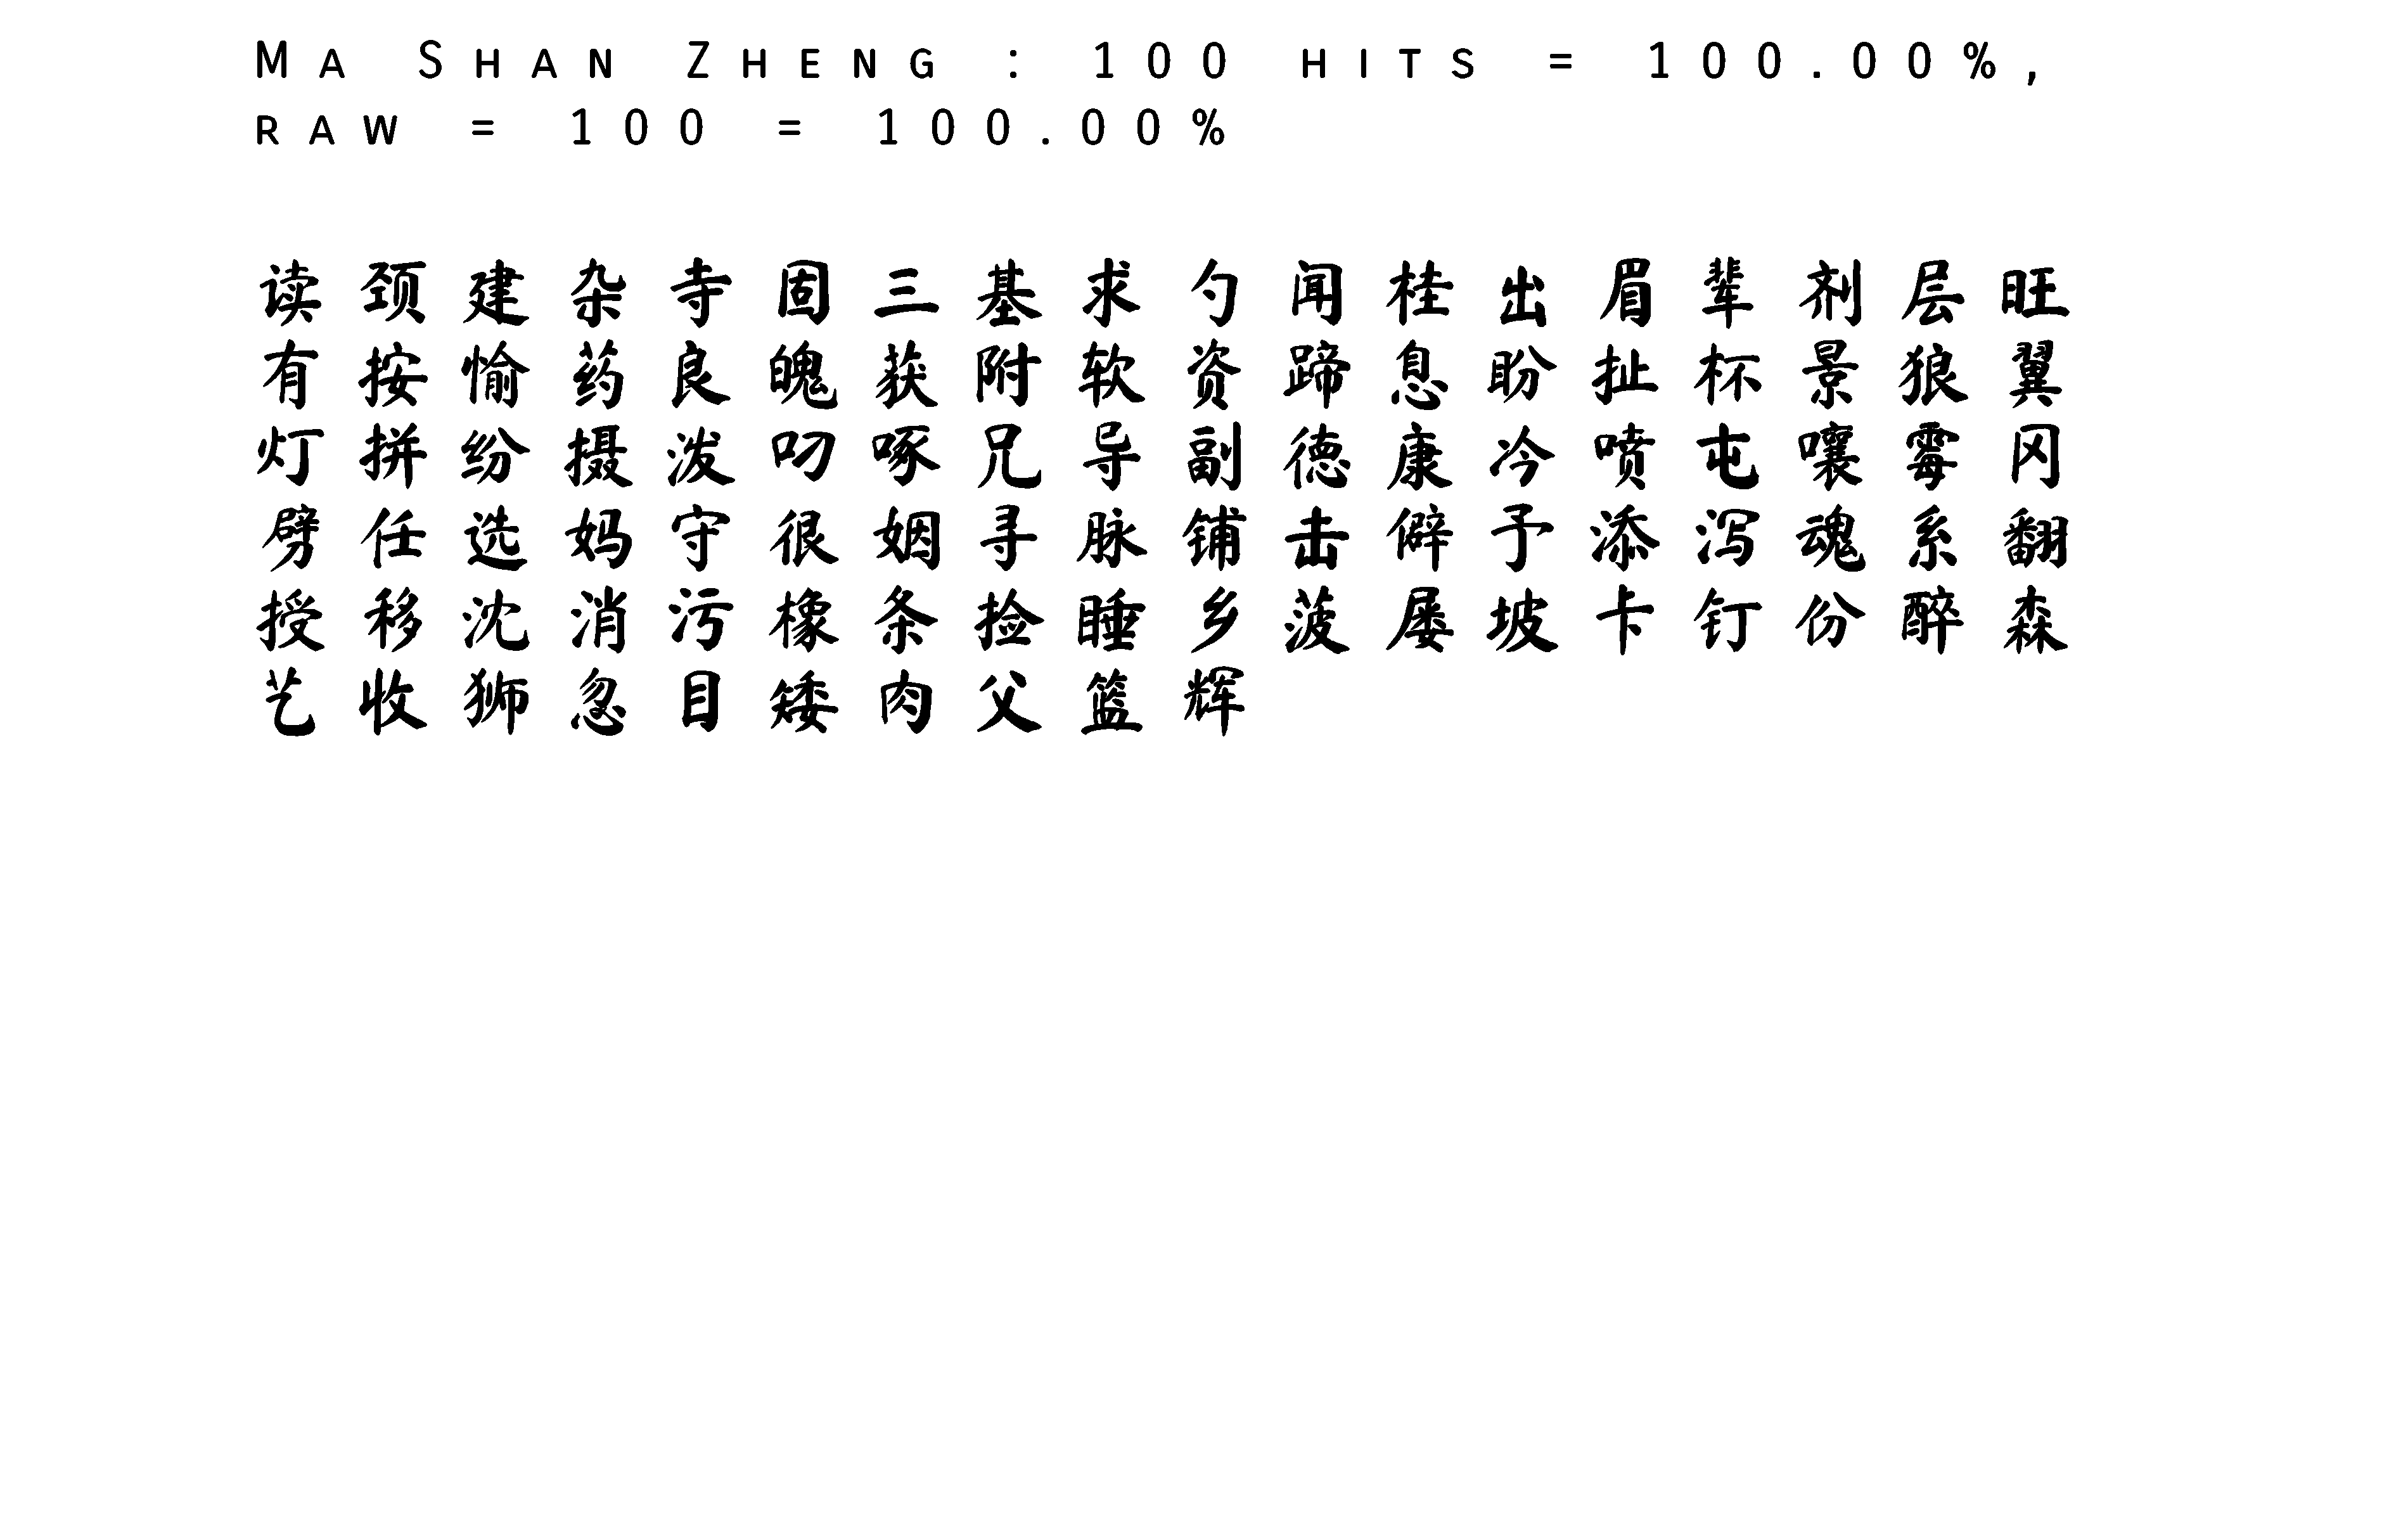 Ma Shan Zheng : 100 hits = 100.00%,
raw = 100 = 100.00%
读颈建杂寺固三基求勺闻桂出眉辈剂层旺
有按愉药良魄获附软资蹄息盼扯杯景狼翼
灯拼纷摄泼叨啄兄导副德康冷喷屯嚷霉冈
劈任选妈守很姻寻脉铺击僻予添泻魂系翻
授移沈消污橡条捡睡乡菠屡坡卡钉份醉森
艺收狮忽目矮肉父篮辉